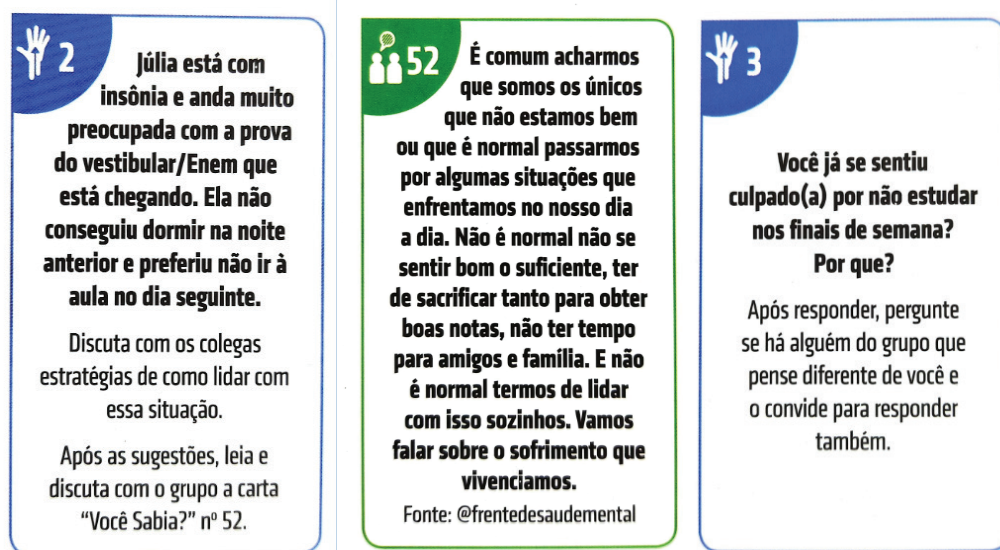 2
Júlia está com
insônia e anda muito
preocupada com a prova
do vestibular/Enem que
está chegando. Ela não
conseguiu dormir na noite
anterior e preferiu não ir à
aula no dia seguinte.
Discuta com os colegas
estratégias de como lidar com
essa situação.
Após as sugestões, leia e
discuta com o grupo a carta
“Você Sabia?” nº 52.
52
É comum acharmos
que somos os únicos
que não estamos bem
ou que é normal passarmos
por algumas situações que
enfrentamos no nosso dia
a dia. Não é normal não se
sentir bom o suficiente, ter
de sacrificar tanto para obter
boas notas, não ter tempo
para amigos e família. E não
é normal termos de lidar
com isso sozinhos. Vamos
falar sobre o sofrimento que
vivenciamos.
Fonte: @frentedesaudemental
3
Você já se sentiu
culpado(a) por não estudar
nos finais de semana?
Por que?
Após responder, pergunte
se há alguém do grupo que
pense diferente de você e
o convide para responder
também.